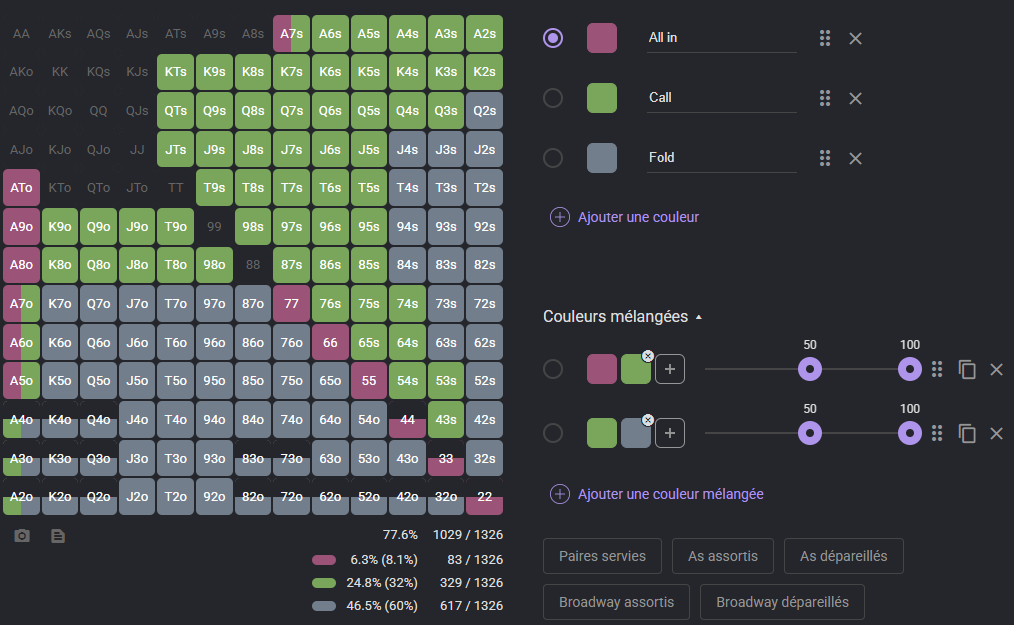 AA AKs AQs AJs ATs A9s A8s A7s A6s A5s A4s A3s A2s
AKo KK KQs KJs KTs K9s K8s K7s K6s K5s K4s K3s K2s
AQo KQo QQ QJs QTs Q9s Q8s Q7s Q6s Q5s Q4s Q3s Q2s
AJo KJo QJo JJ JTs J9s J8s J7s J6s J5s J4s J3s J2s
ATo KTo QTo JTo TT T9s T8s T7s T6s T5s T4s T3s T2s
A9o K9o Q9o J9o T9o 99 98s 97s 96s 95s 94s 93s 92s
A8o K8o Q8o J8o T8o 98o 88 87s 86s 85s 84s 83s 82s
A7o K7o Q7o J7o T7o 97o 87o 77 76s 75s 74s 73s 72s
A6o K6o Q6o J6o T6o 96o 86o 76o 66 65s 64s 63s 62s
A5o K5o Q5o J5o T5o 95o 85o 75o 65o 55 54s 53s 52s
A4o K4o Q4o J4o T4o 94o 84o 74o 64o 54o 44 43s 42s
A3o K3o Q3o J3o T3o 93o 83o 73o 63o 53o 43o 33 32s
A2o K2o Q2o J2o T2o 92o 82o 72o 62o 52o 42o 32o 22
77.6% 1029 / 1326
6.3% (8.1%) 83 / 1326
24.8% (32%) 329 / 1326
46.5% (60%) 617 / 1326
All in
Call
Fold
Ajouter une couleur
Couleurs mélangées
50 100
50 100
Ajouter une couleur mélangée
Paires servies As assortis As dépareillés
Broadway assortis Broadway dépareillés